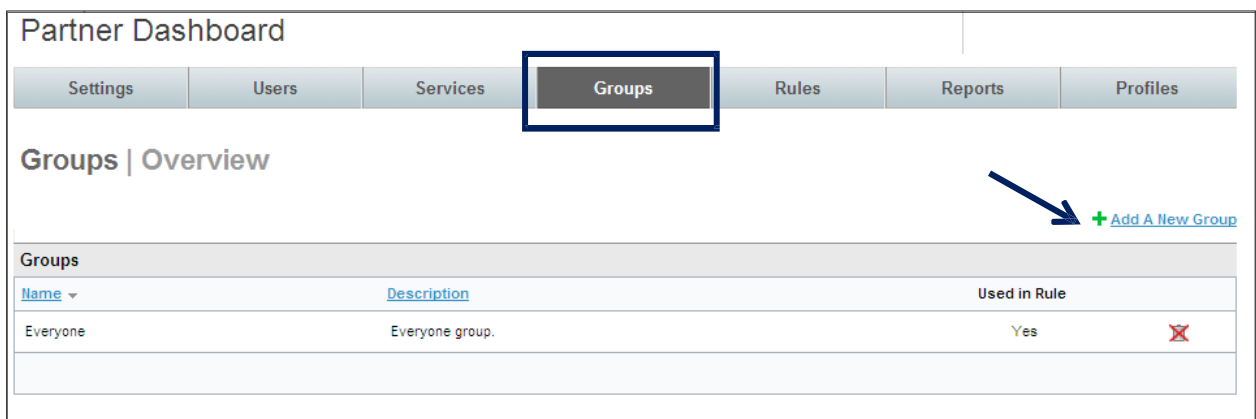 Partner Dashboard
Settings Users Services Groups Rules Reports Profiles
Groups | Overview
Add A New Group
Groups
Name Description Used in Rule
Everyone Everyone group. Yes